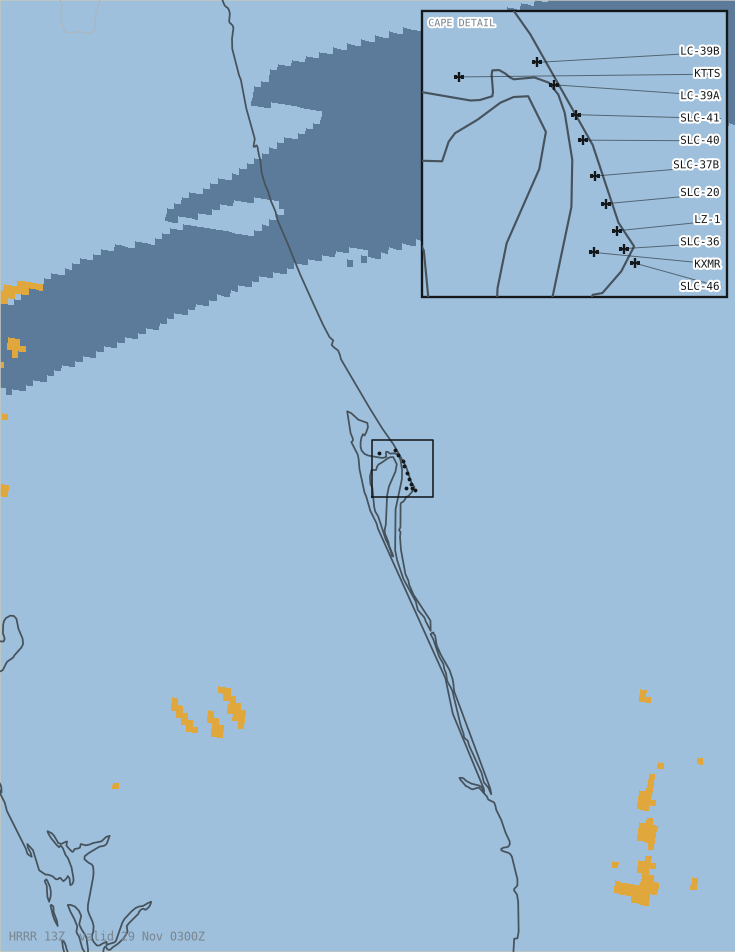 CAPE DETAIL
LC-39B
KTTS
LC-39A
SLC-41
SLC-40
SLC-37B
SLC-20
LZ-1
SLC-36
KXMR
SLC-46
HRRR 13Z valid 29 Nov 0300Z